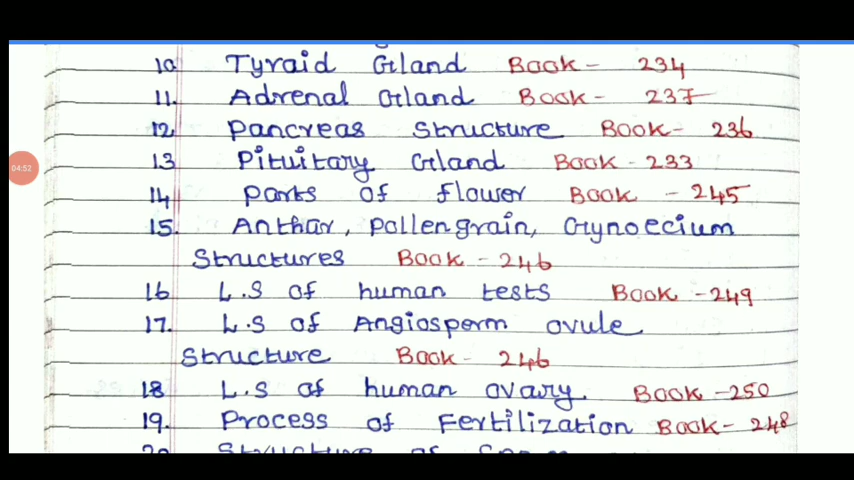 10 Tyraid Gland Book - 234
11. Adrenal Gland Book - 237
12 Pancreas Structure Book - 236
13 Pituitary Gland Book - 233
14 Parts of flower Book - 245
15. Anthar, pollengrain, Gynoecium
Structures Book - 246
16 L.S of human tests Book - 249
17. L.S of Angiosperm ovule
Structure Book - 246
18 L.S of human ovary. Book - 250
19. Process of Fertilization Book - 248
04:52